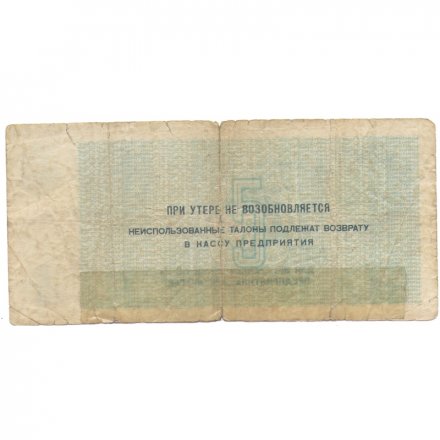 ПРИ УТЕРЕ НЕ ВОЗОБНОВЛЯЕТСЯ
НЕИСПОЛЬЗОВАННЫЕ ТАЛОНЫ ПОДЛЕЖАТ ВОЗВРАТУ
В КАССУ ПРЕДПРИЯТИЯ